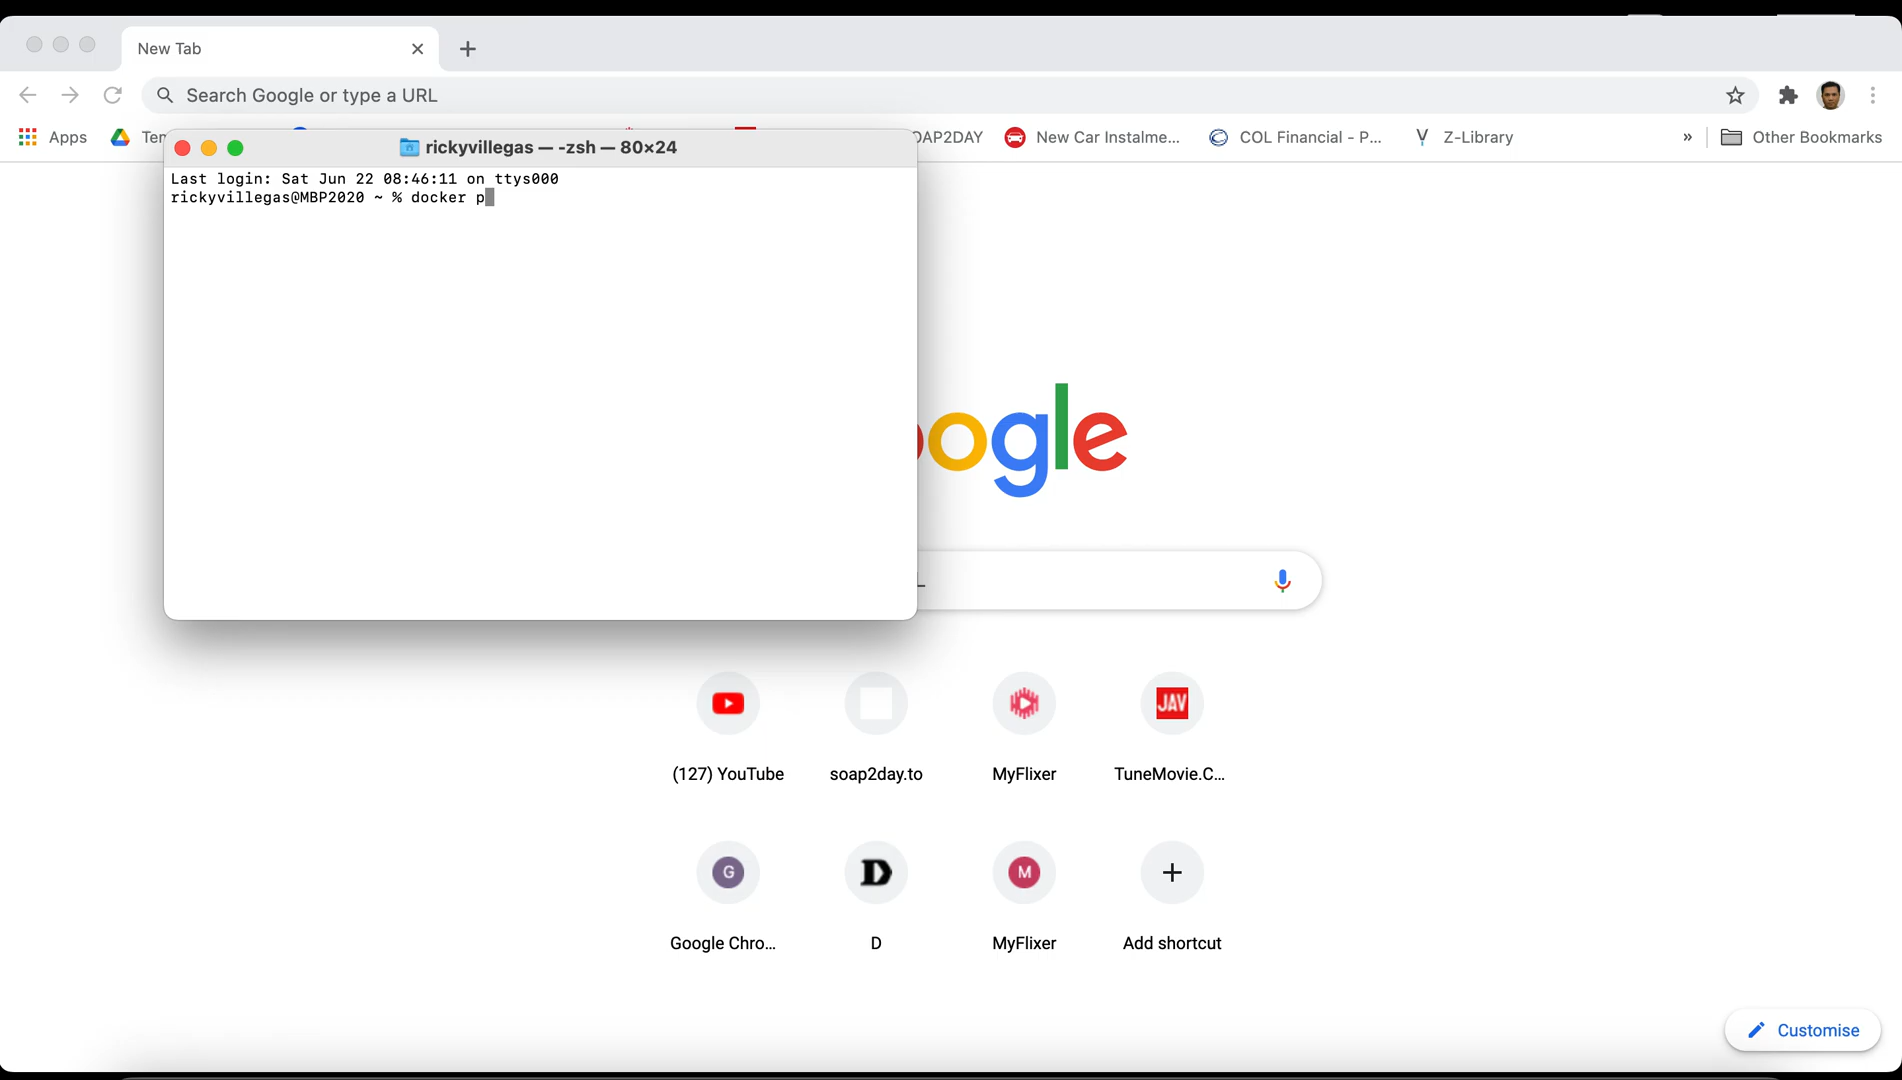 New Tab
Search Google or type a URL
Apps
Ten
OAP2DAY
New Car Instalme...
COL Financial - P...
Z-Library
»
Other Bookmarks
rickyvillegas — -zsh — 80×24
Last login: Sat Jun 22 08:46:11 on ttys000
rickyvillegas@MBP2020 ~ % docker p
ogle
JAV
(127) YouTube
soap2day.to
MyFlixer
TuneMovie.C...
G
D
M
Google Chro...
D
MyFlixer
Add shortcut
Customise